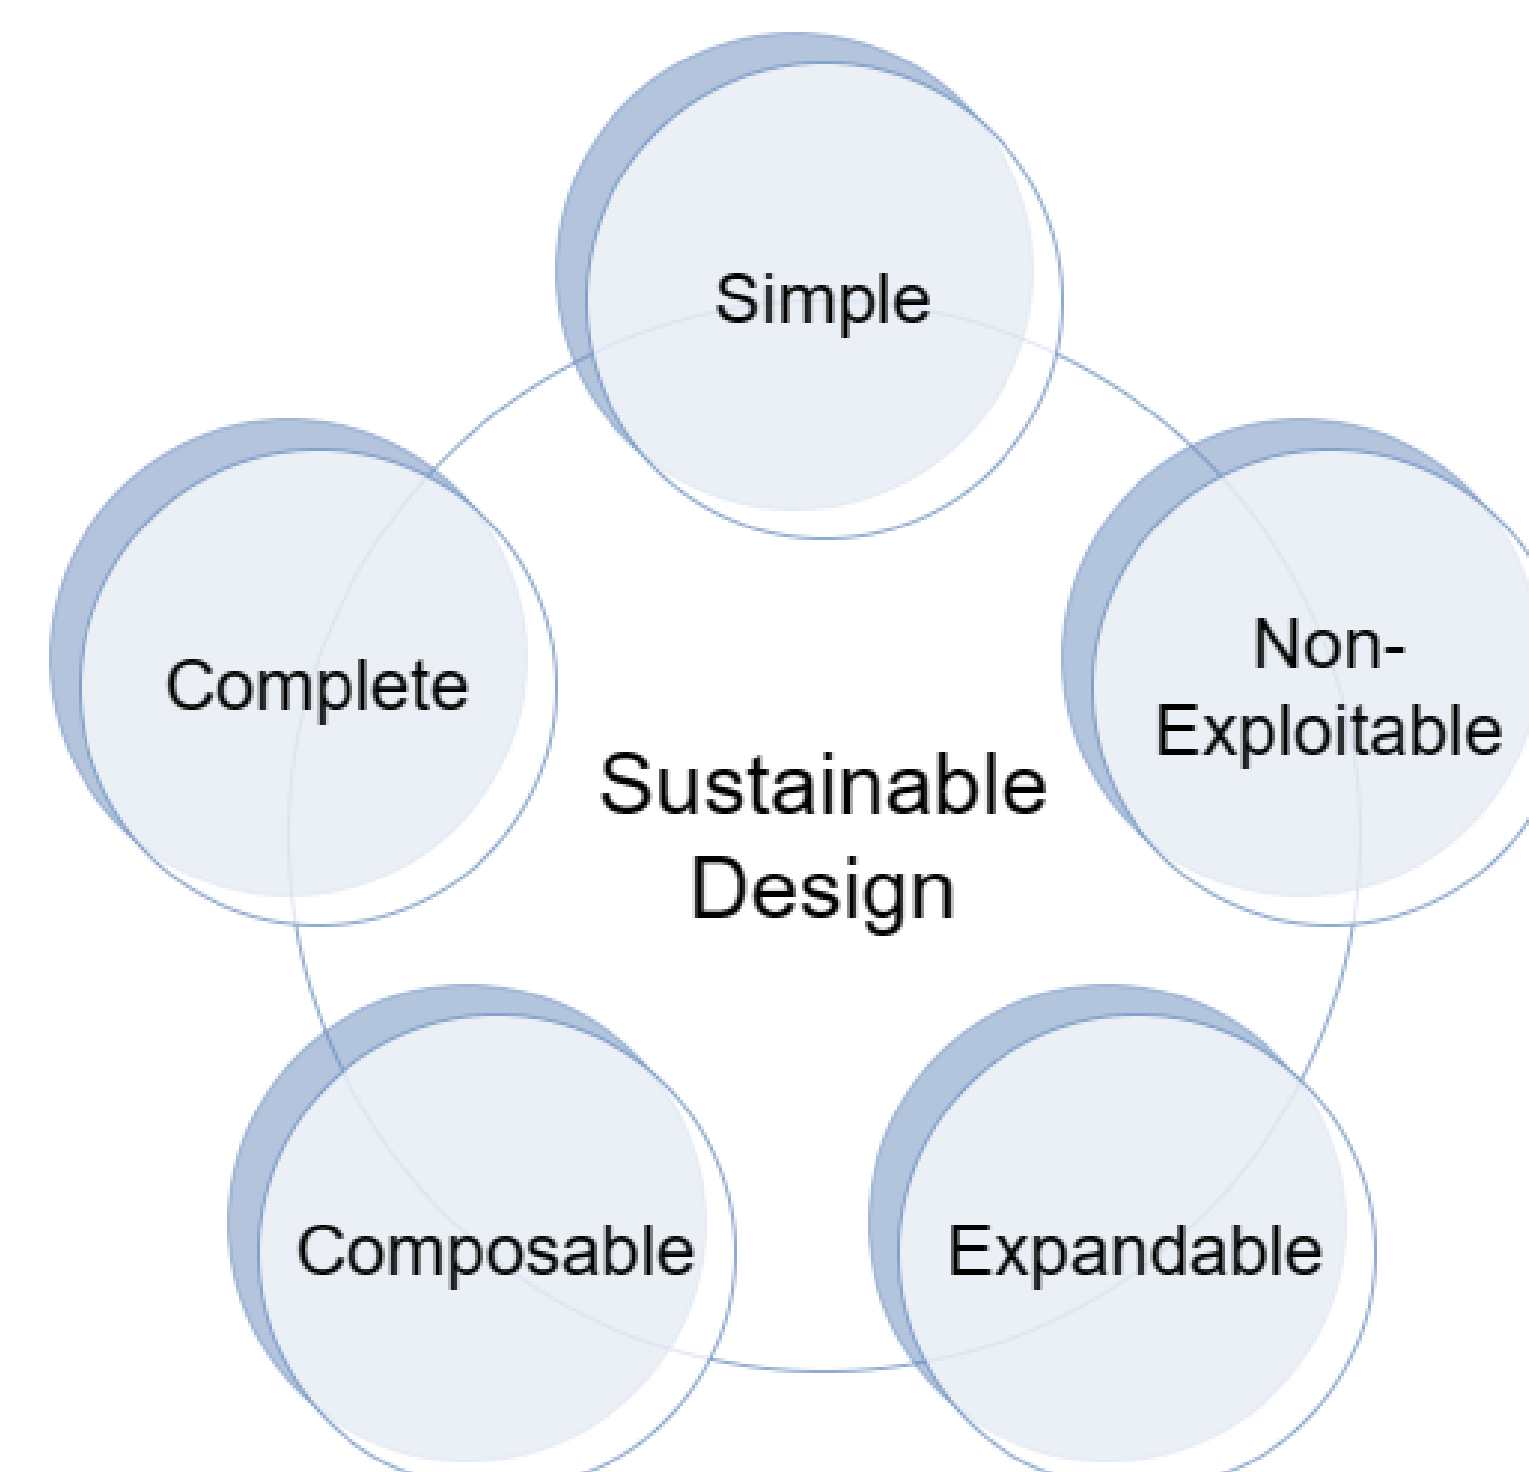 Simple
Non-
Exploitable
Expandable
Composable
Complete
Sustainable
Design